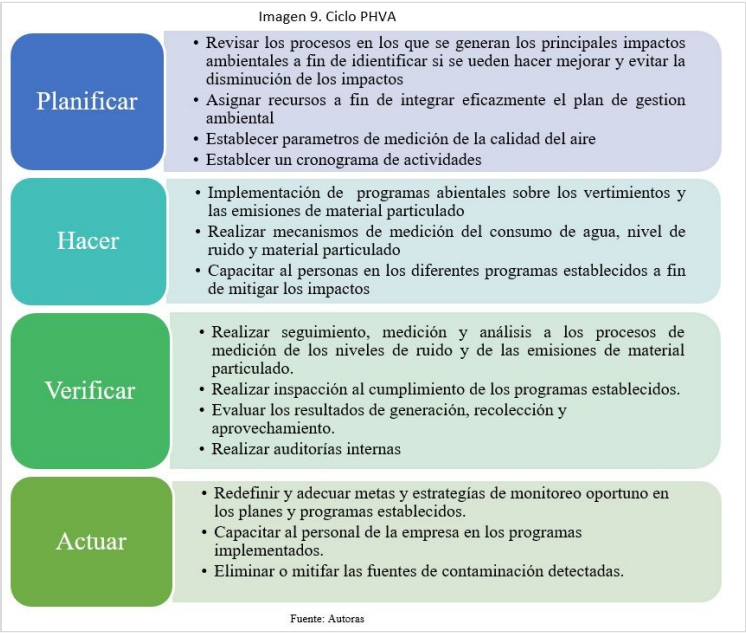 Imagen 9. Ciclo PHVA
Planificar
• Revisar los procesos en los que se generan los principales impactos
ambientales a fin de idientificar si se ueden hacer mejorar y evitar la
disminución de los impactos
• Asignar recursos a fin de integrar eficazmente el plan de gestion
ambiental
• Establecer parametros de medición de la calidad del aire
• Establcer un cronograma de actividades
Hacer
• Implementación de programas abientales sobre los vertimientos y
las emisiones de material particulado
• Realizar mecanismos de medición del consumo de agua, nivel de
ruido y material particulado
• Capacitar al personas en los diferentes programas establecidos a fin
de mitigar los impactos
Verificar
• Realizar seguimiento, medición y análisis a los procesos de
medición de los niveles de ruido y de las emisiones de material
particulado.
• Realizar inspacción al cumplimiento de los programas establecidos.
• Evaluar los resultados de generación, recolección y
aprovechamiento.
• Realizar auditorías internas
Actuar
• Redefinir y adecuar metas y estrategías de monitoreo oportuno en
los planes y programas establecidos.
• Capacitar al personal de la empresa en los programas
implementados.
• Eliminar o mitifar las fuentes de contaminación detectadas.
Fuente: Autoras